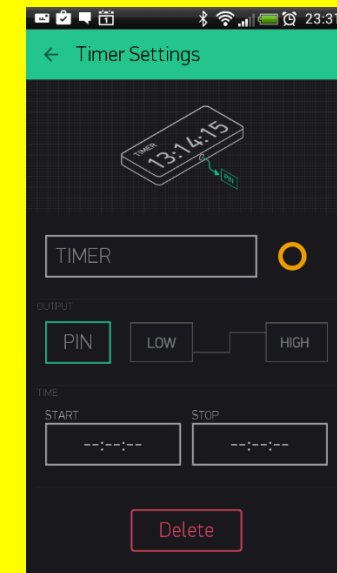 23:31
← Timer Settings
TIMER
13:14:15
PIN
TIMER
OUTPUT
PIN LOW HIGH
TIME
START STOP
--:--:-- --:--:--
Delete